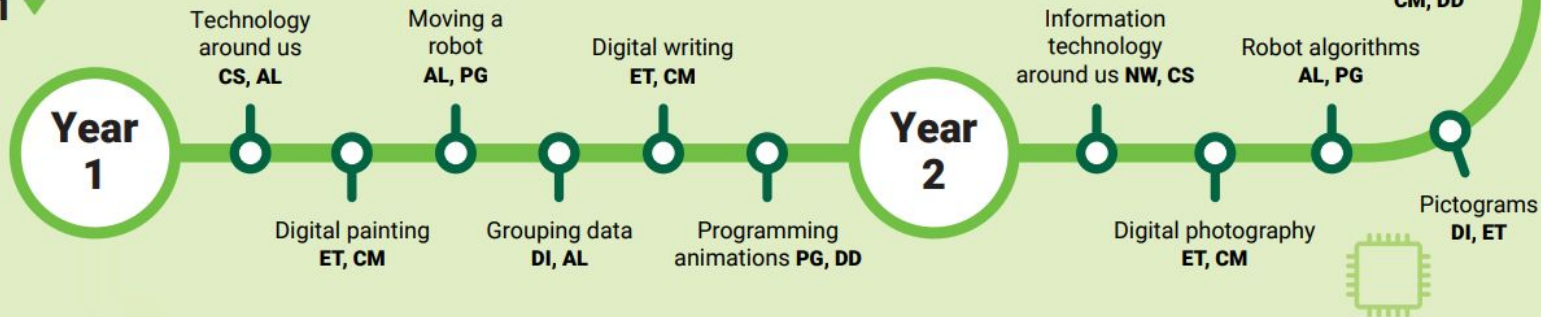 Technology
around us
CS, AL
Moving a
robot
AL, PG
Digital writing
ET, CM
Information
technology
around us NW, CS
Robot algorithms
AL, PG
CM, DD
Year
1
Year
2
Digital painting
ET, CM
Grouping data
DI, AL
Programming
animations PG, DD
Digital photography
ET, CM
Pictograms
DI, ET